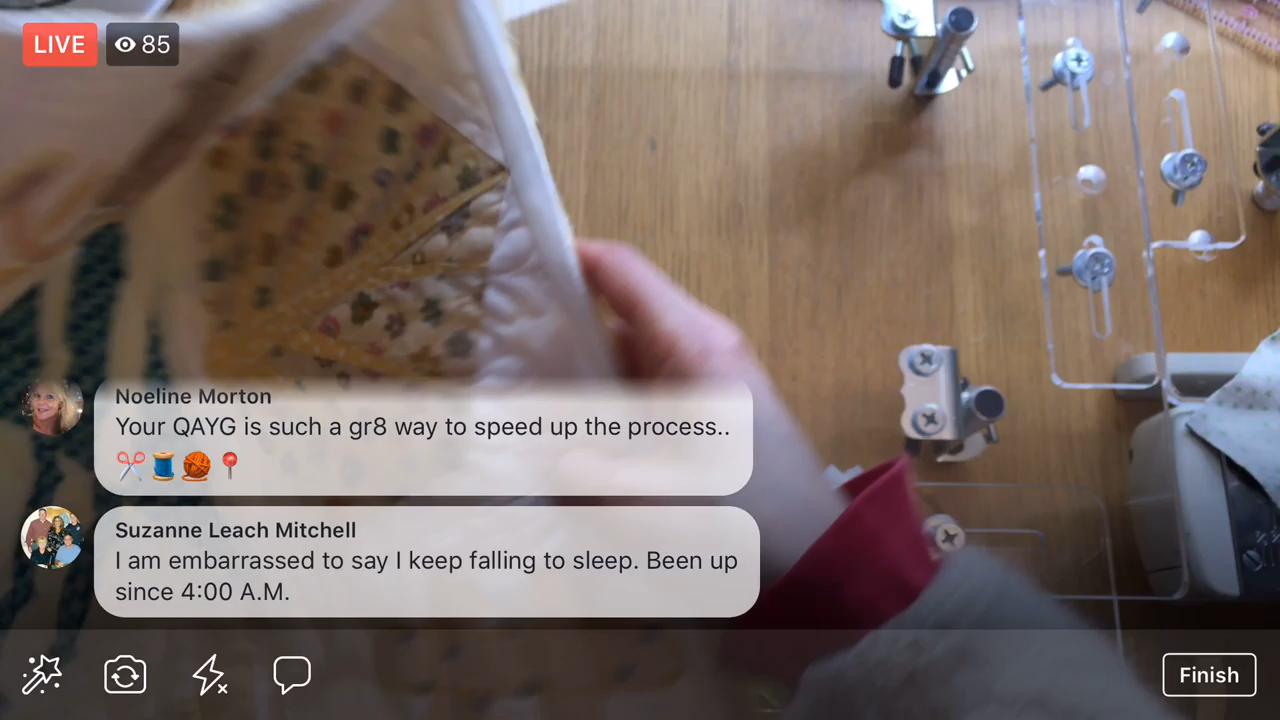 LIVE
85
Noeline Morton
Your QAYG is such a gr8 way to speed up the process..
✂️🧵🧶📍
Suzanne Leach Mitchell
I am embarrassed to say I keep falling to sleep. Been up
since 4:00 A.M.
Finish